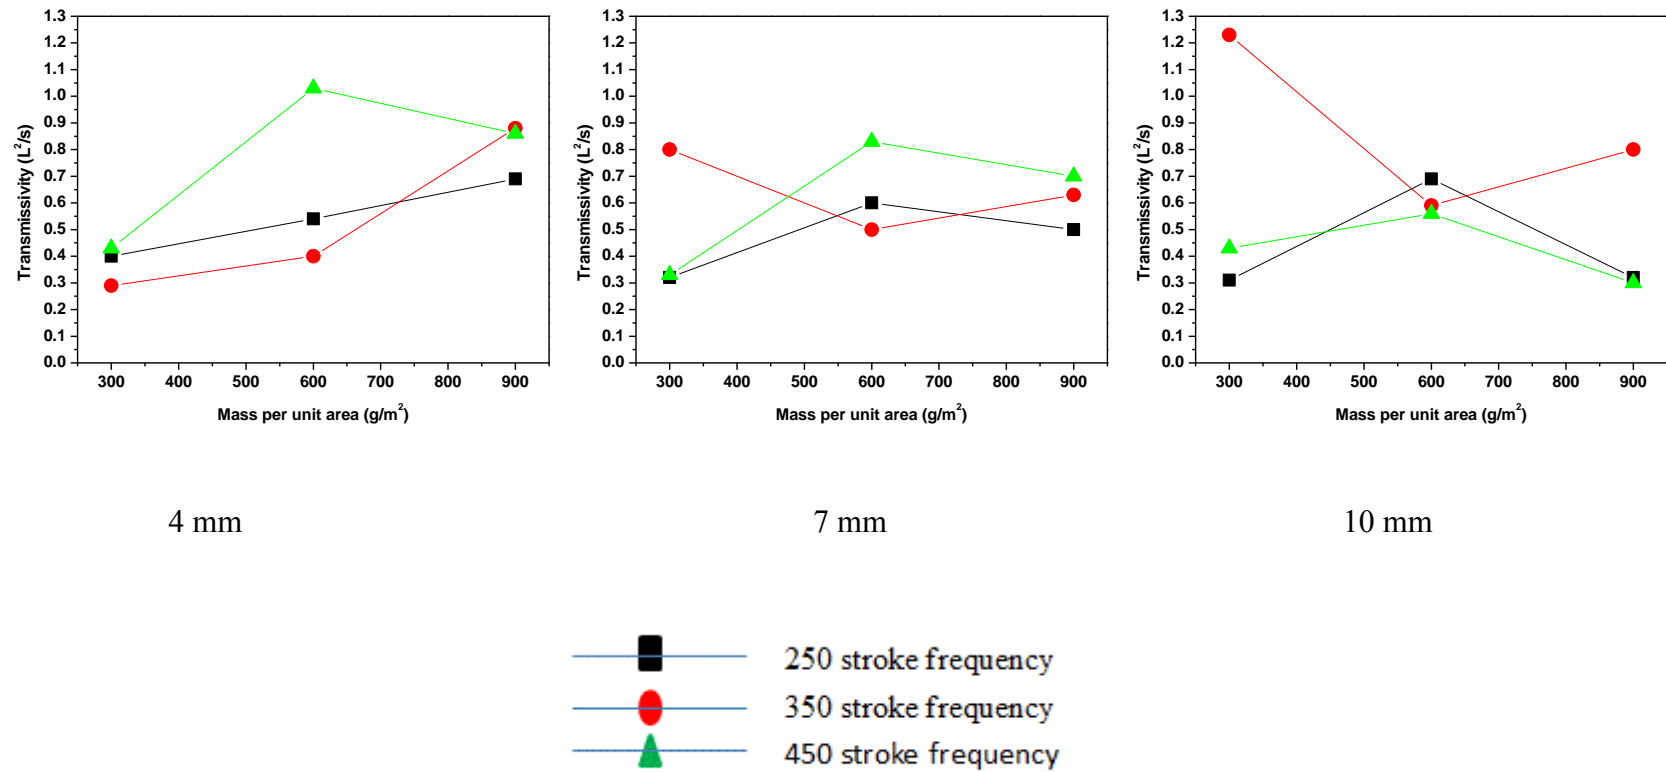 1.3
1.2
1.1
1.0
0.9
0.8
0.7
0.6
0.5
0.4
0.3
0.2
0.1
0.0
Transmissivity (L²/s)
300 400 500 600 700 800 900
Mass per unit area (g/m²)
4 mm
1.3
1.2
1.1
1.0
0.9
0.8
0.7
0.6
0.5
0.4
0.3
0.2
0.1
0.0
Transmissivity (L²/s)
300 400 500 600 700 800 900
Mass per unit area (g/m²)
7 mm
1.3
1.2
1.1
1.0
0.9
0.8
0.7
0.6
0.5
0.4
0.3
0.2
0.1
0.0
Transmissivity (L²/s)
300 400 500 600 700 800 900
Mass per unit area (g/m²)
10 mm
250 stroke frequency
350 stroke frequency
450 stroke frequency